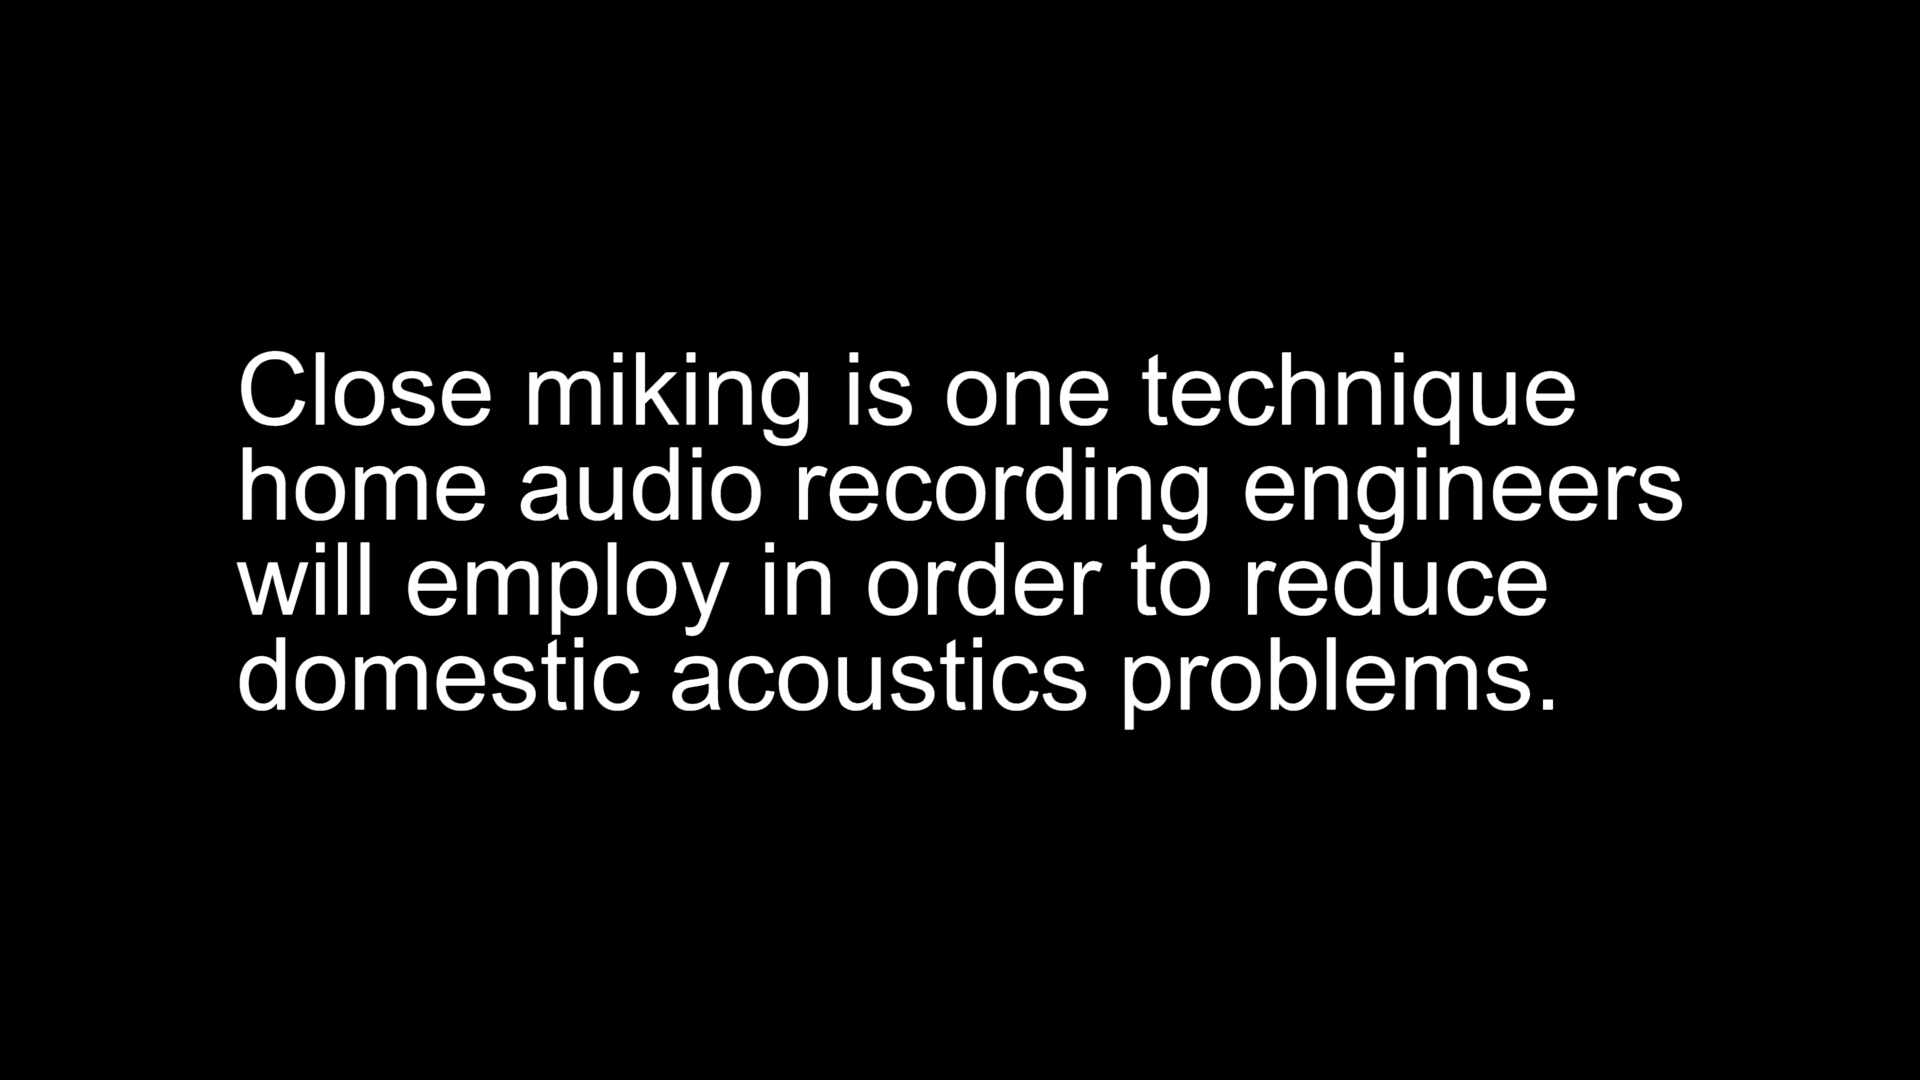 Close miking is one technique
home audio recording engineers
will employ in order to reduce
domestic acoustics problems.